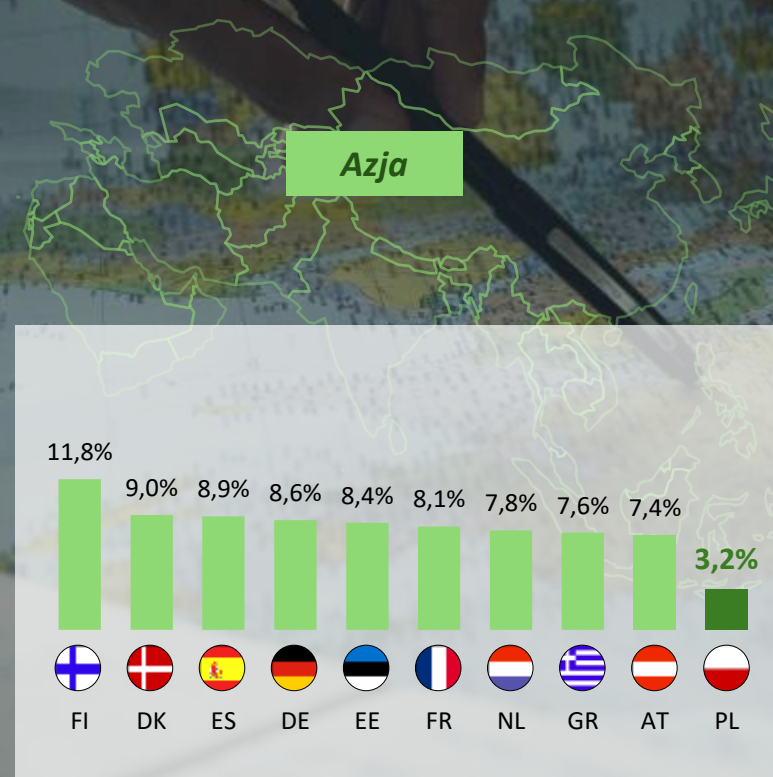 Azja
11,8% 9,0% 8,9% 8,6% 8,4% 8,1% 7,8% 7,6% 7,4% 3,2%
FI DK ES DE EE FR NL GR AT PL